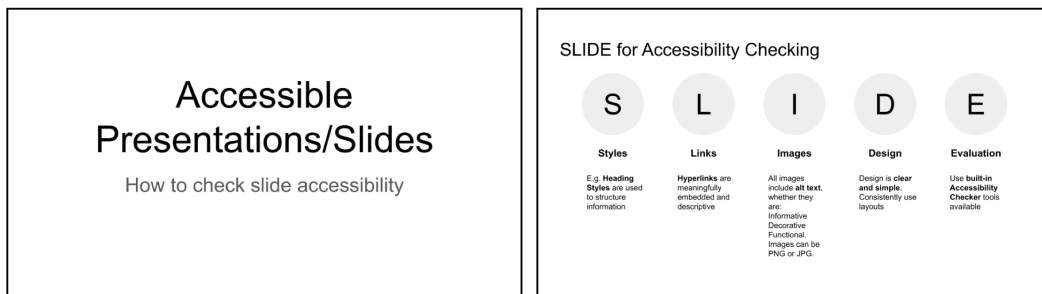 Accessible
Presentations/Slides
How to check slide accessibility
SLIDE for Accessibility Checking
S
L
I
D
E
Styles
Links
Images
Design
Evaluation
E.g. Heading
Styles are used
to structure
information
Hyperlinks are
meaningfully
embedded and
descriptive
All images
include alt text,
whether they
are:
Informative
Decorative
Functional.
Images can be
PNG or JPG.
Design is clear
and simple.
Consistently use
layouts
Use built-in
Accessibility
Checker tools
available